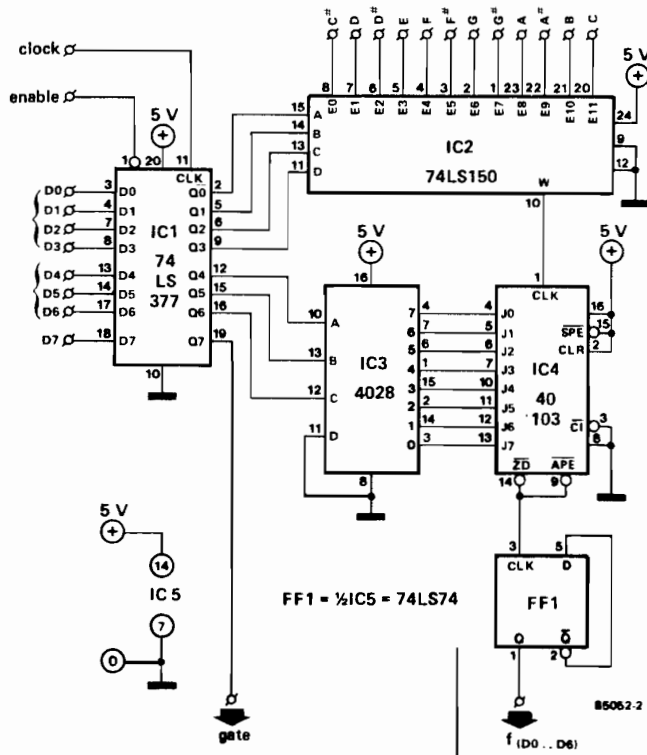 C# D D# E F F# G G# A A# B C
8 7 6 5 4 3 2 1 23 22 21 20
E0 E1 E2 E3 E4 E5 E6 E7 E8 E9 E10 E11
5 V
24
9
12
15 A
14 B
13 C
11 D
IC2
74LS150
W
10
clock
enable
5 V
1 20 11
CLK
D0 3 D0 Q0 2
D1 4 D1 Q1 5
D2 7 D2 Q2 6
D3 8 D3 Q3 9
D4 13 D4 Q4 12
D5 14 D5 Q5 15
D6 17 D6 Q6 16
D7 18 D7 Q7 19
IC1
74
LS
377
10
5 V
16
10 A
13 B
12 C
11 D
IC3
4028
7 4 4 J0
6 7 5 J1
5 6 6 J2
4 1 7 J3
3 15 10 J4
2 2 11 J5
1 14 12 J6
0 3 13 J7
8
5 V
1
CLK
16
SPE 15
CLR 2
IC4
40
103
CI 3
8
ZD APE
14 9
5 V
14
IC 5
7
0
FF1 = ½IC5 = 74LS74
3 5
CLK D
FF1
Q Q
1 2
gate
f (D0 .. D6)
85052-2